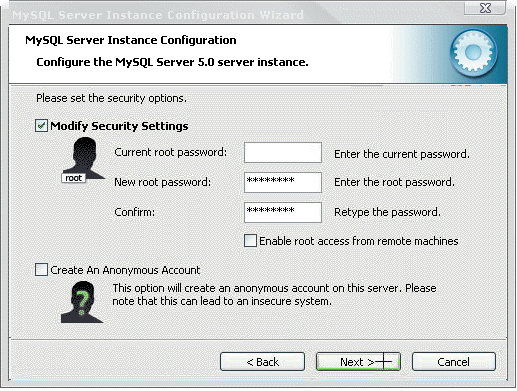 MySQL Server Instance Configuration Wizard
MySQL Server Instance Configuration
Configure the MySQL Server 5.0 server instance.
Please set the security options.
Modify Security Settings
root
Current root password: Enter the current password.
New root password: ******** Enter the root password.
Confirm: ******** Retype the password.
Enable root access from remote machines
Create An Anonymous Account
This option will create an anonymous account on this server. Please
note that this can lead to an insecure system.
< Back Next > Cancel